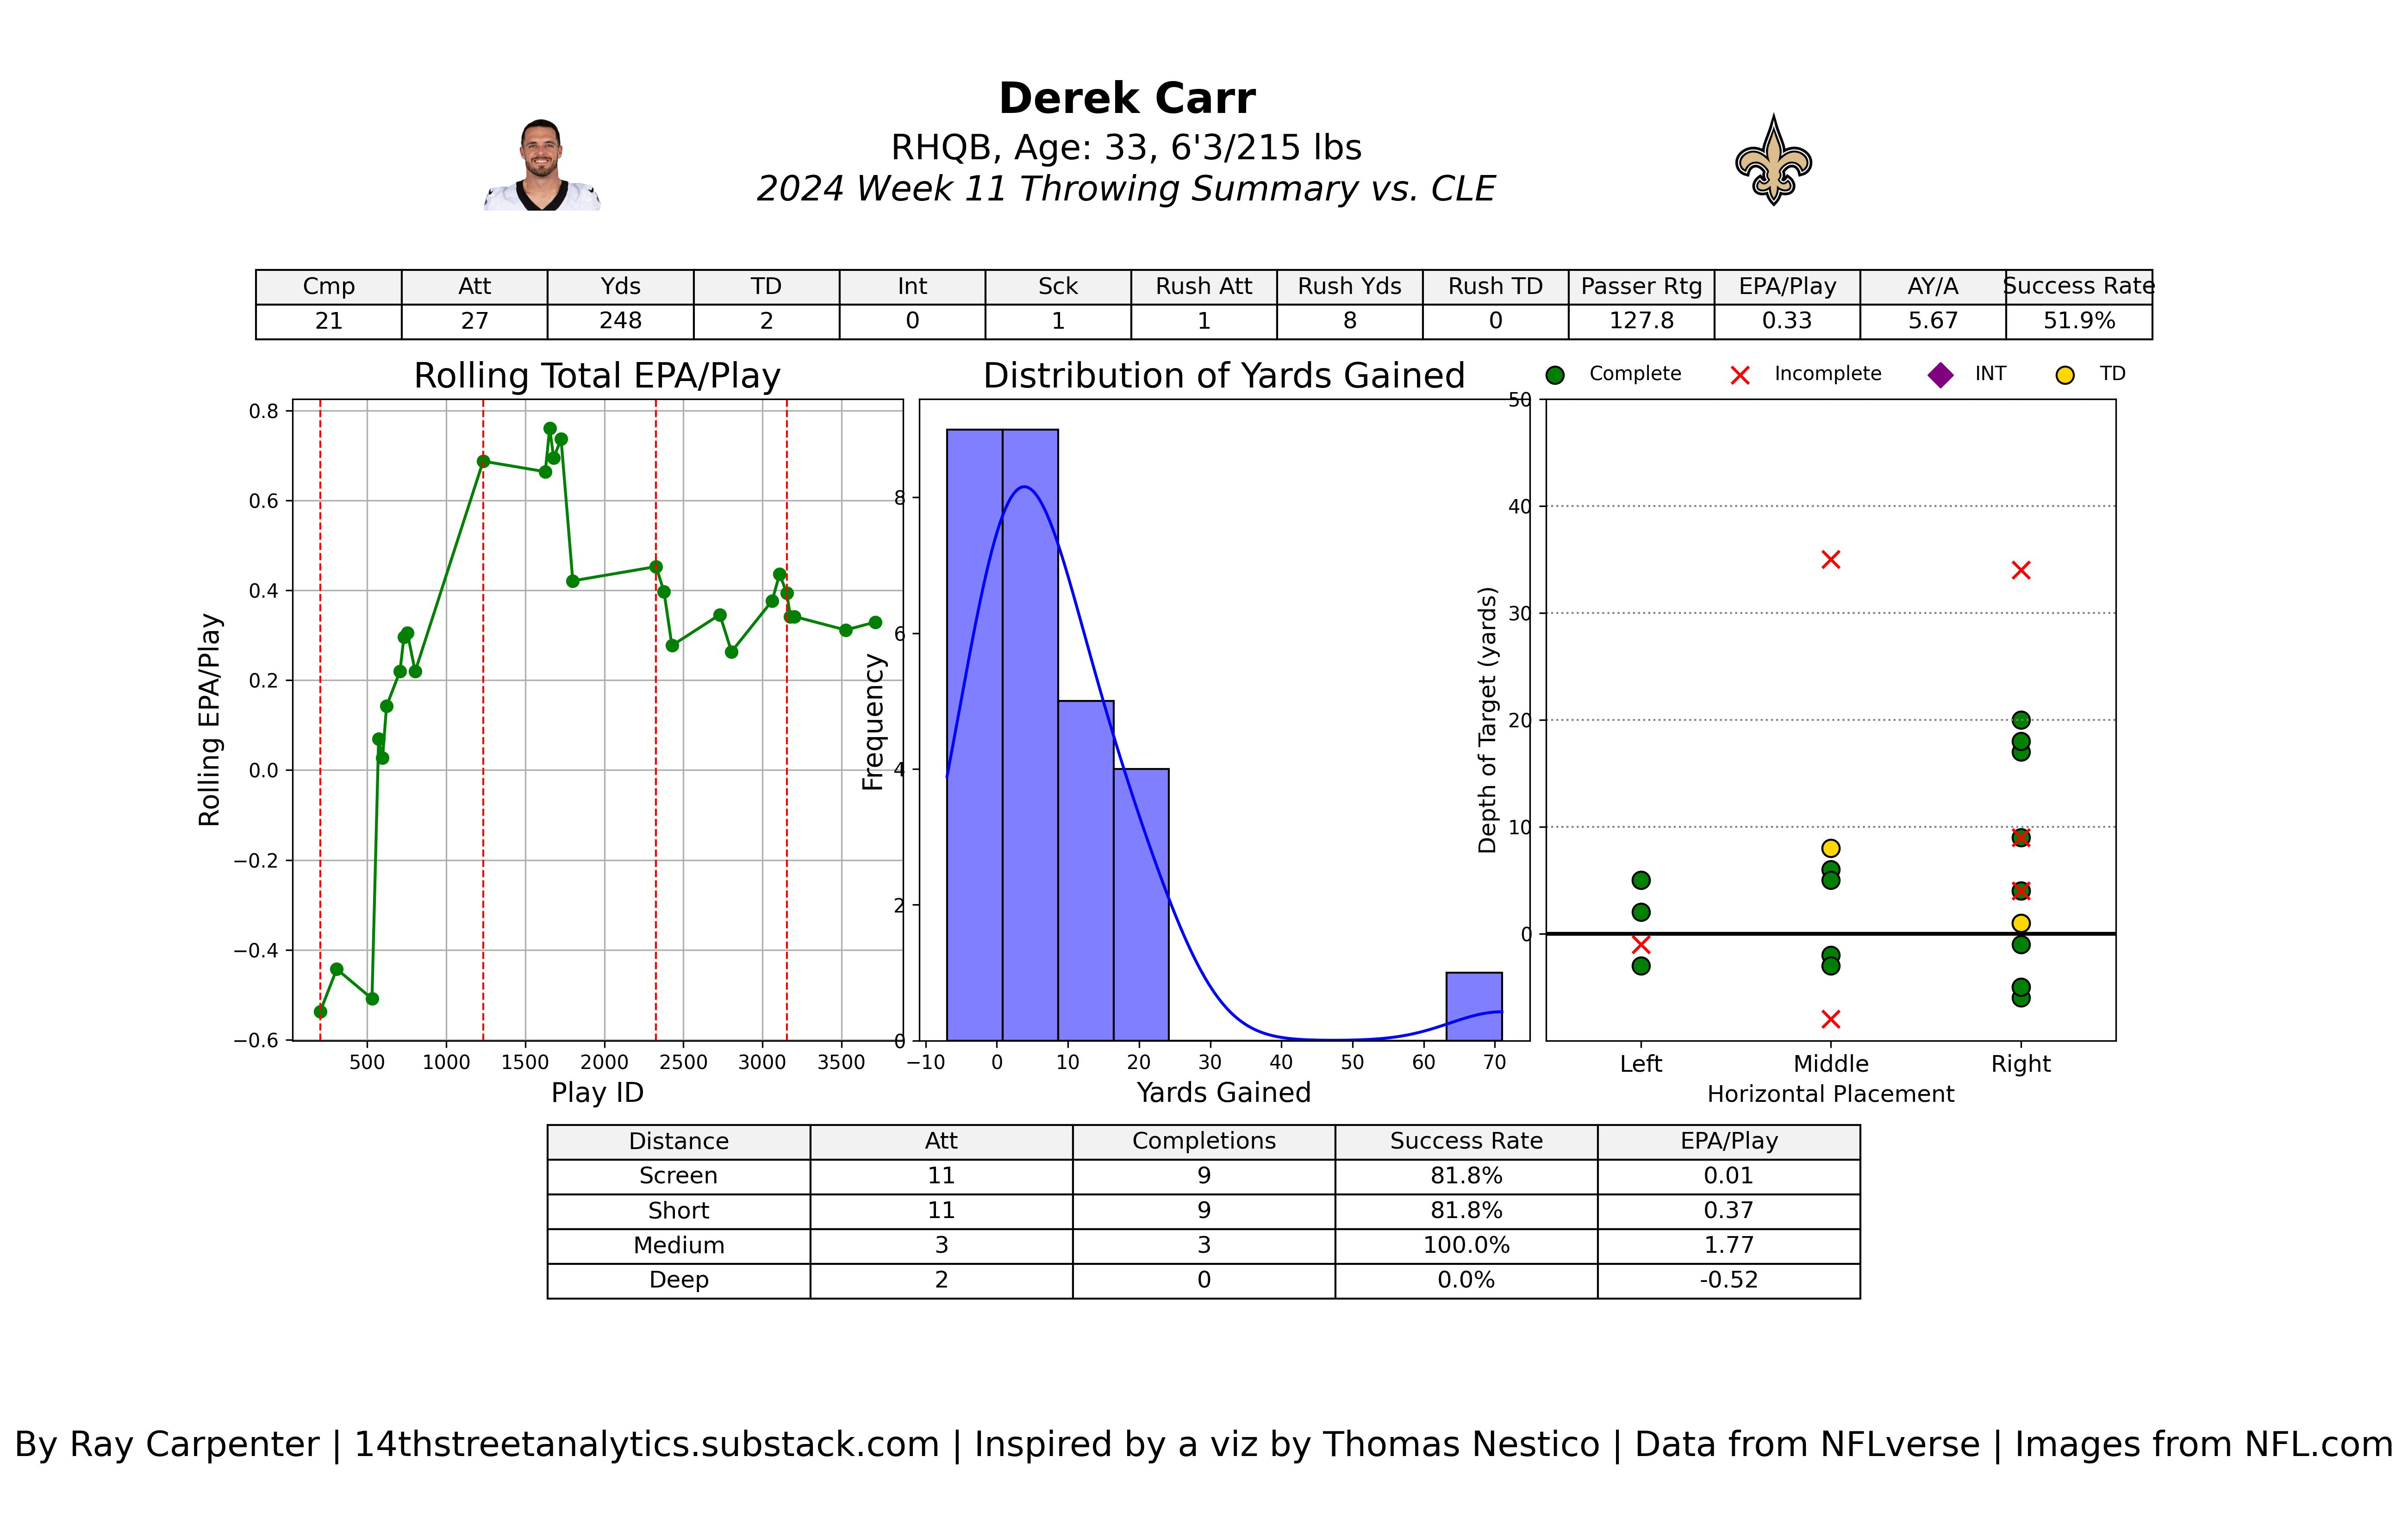 Derek Carr
RHQB, Age: 33, 6'3/215 lbs
2024 Week 11 Throwing Summary vs. CLE
Cmp Att Yds TD Int Sck Rush Att Rush Yds Rush TD Passer Rtg EPA/Play AY/A Success Rate
21 27 248 2 0 1 1 8 0 127.8 0.33 5.67 51.9%
Rolling Total EPA/Play
0.8
0.6
0.4
0.2
0.0
−0.2
−0.4
−0.6
Rolling EPA/Play
500 1000 1500 2000 2500 3000 3500
Play ID
Distribution of Yards Gained
8
6
4
2
0
Frequency
−10 0 10 20 30 40 50 60 70
Yards Gained
Complete Incomplete INT TD
50
40
30
20
10
0
Depth of Target (yards)
Left Middle Right
Horizontal Placement
Distance Att Completions Success Rate EPA/Play
Screen 11 9 81.8% 0.01
Short 11 9 81.8% 0.37
Medium 3 3 100.0% 1.77
Deep 2 0 0.0% -0.52
By Ray Carpenter | 14thstreetanalytics.substack.com | Inspired by a viz by Thomas Nestico | Data from NFLverse | Images from NFL.com